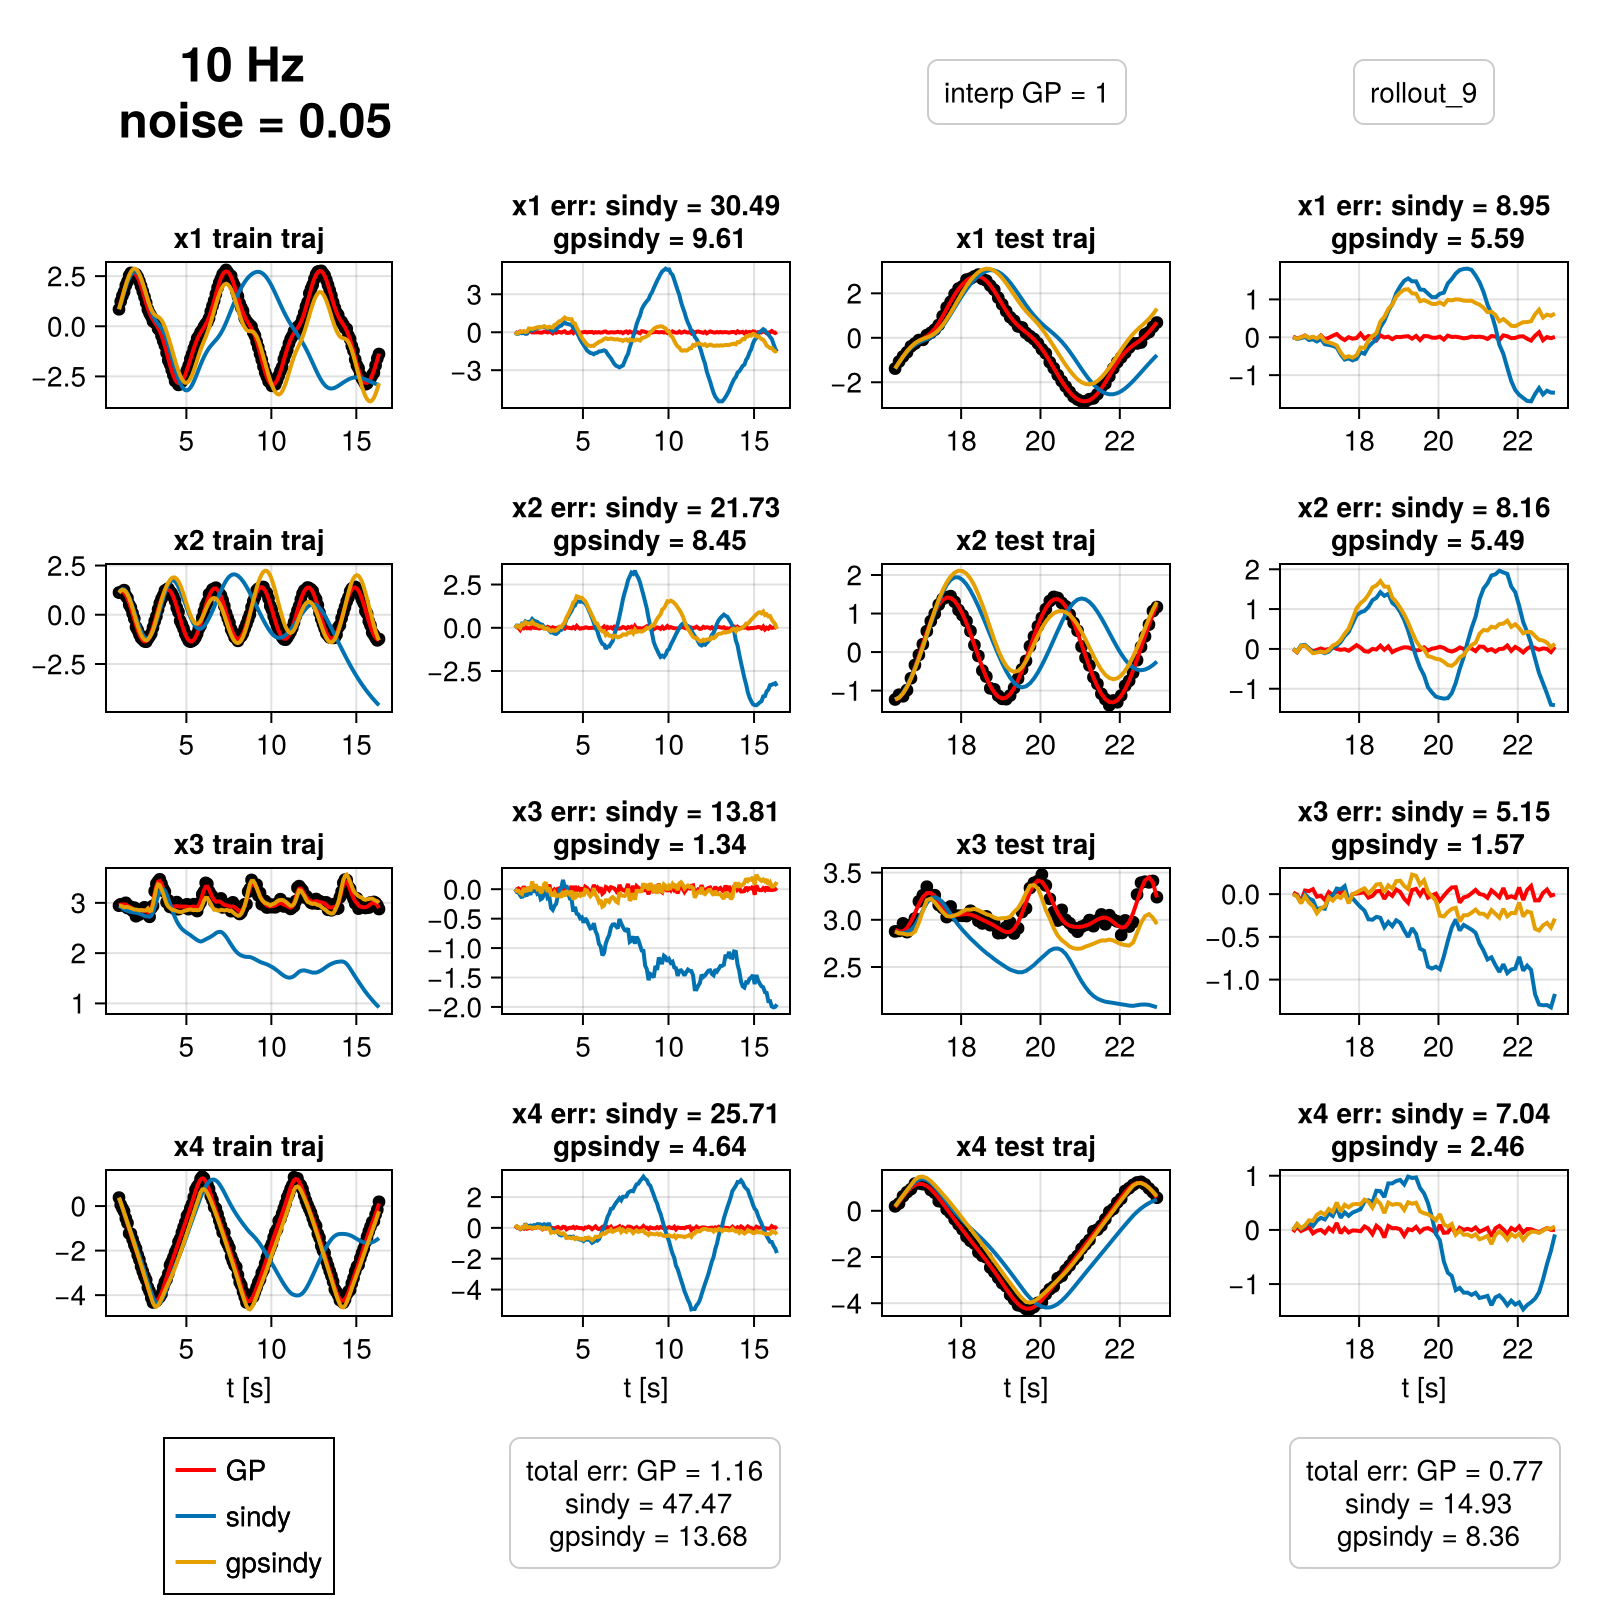 10 Hz
noise = 0.05
interp GP = 1
rollout_9
x1 train traj
2.5
0.0
−2.5
5
10
15
x1 err: sindy = 30.49
gpsindy = 9.61
3
0
−3
5
10
15
x1 test traj
2
0
−2
18
20
22
x1 err: sindy = 8.95
gpsindy = 5.59
1
0
−1
18
20
22
x2 train traj
2.5
0.0
−2.5
5
10
15
x2 err: sindy = 21.73
gpsindy = 8.45
2.5
0.0
−2.5
5
10
15
x2 test traj
2
1
0
−1
18
20
22
x2 err: sindy = 8.16
gpsindy = 5.49
2
1
0
−1
18
20
22
x3 train traj
3
2
1
5
10
15
x3 err: sindy = 13.81
gpsindy = 1.34
0.0
−0.5
−1.0
−1.5
−2.0
5
10
15
x3 test traj
3.5
3.0
2.5
18
20
22
x3 err: sindy = 5.15
gpsindy = 1.57
0.0
−0.5
−1.0
18
20
22
x4 train traj
0
−2
−4
5
10
15
t [s]
x4 err: sindy = 25.71
gpsindy = 4.64
2
0
−2
−4
5
10
15
t [s]
x4 test traj
0
−2
−4
18
20
22
t [s]
x4 err: sindy = 7.04
gpsindy = 2.46
1
0
−1
18
20
22
t [s]
GP
sindy
gpsindy
total err: GP = 1.16
sindy = 47.47
gpsindy = 13.68
total err: GP = 0.77
sindy = 14.93
gpsindy = 8.36